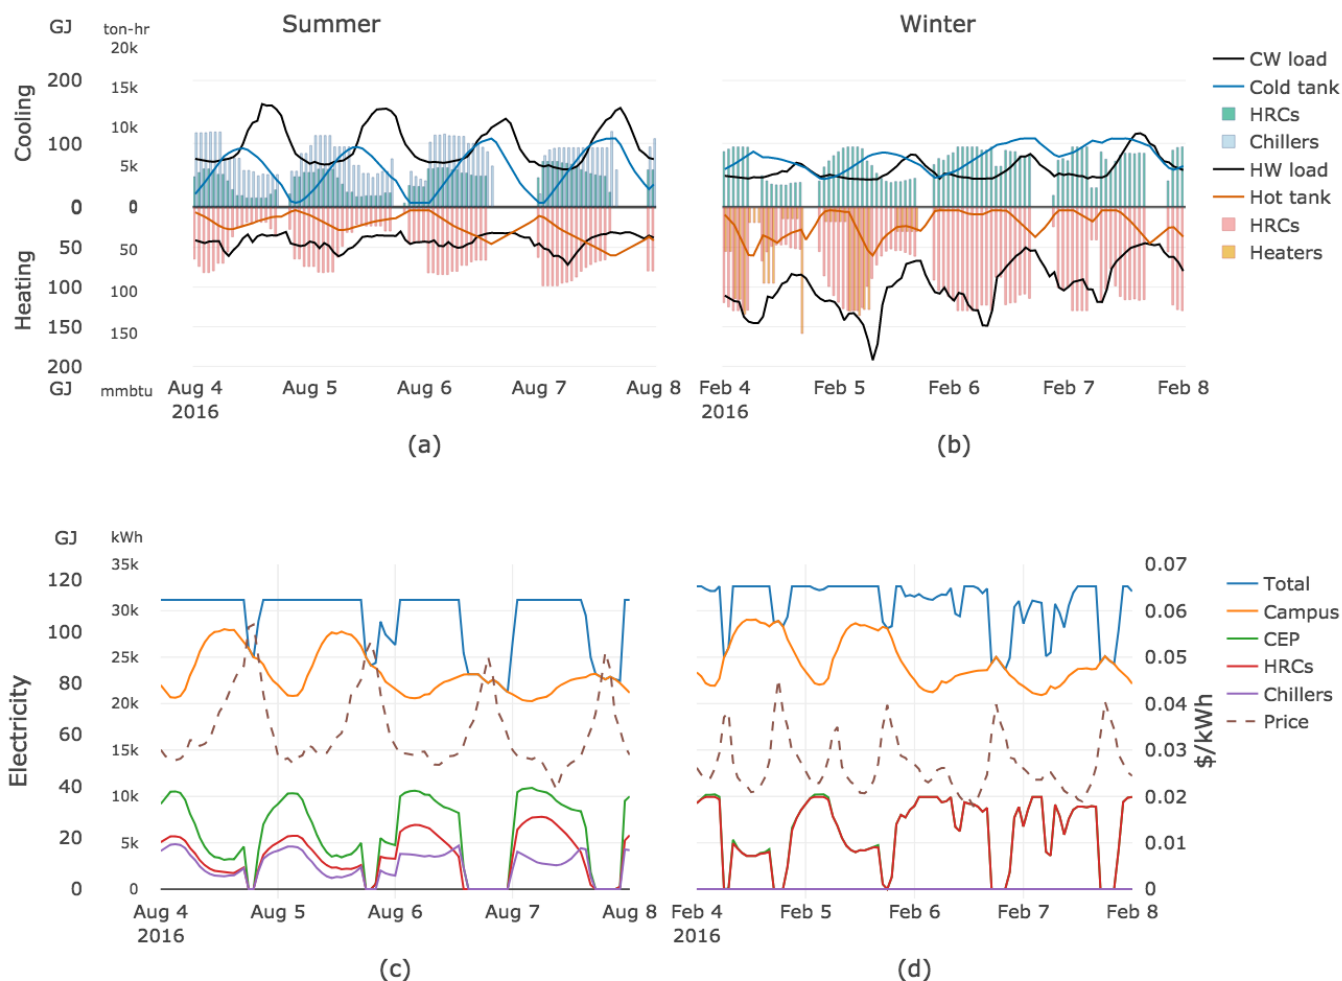 GJ ton-hr Summer Winter
20k
200 15k
10k
100
5k
0 0
50 50
100 100
150 150
200
GJ mmbtu
Cooling
Heating
Aug 4 Aug 5 Aug 6 Aug 7 Aug 8
2016
(a)
Feb 4 Feb 5 Feb 6 Feb 7 Feb 8
2016
(b)
CW load
Cold tank
HRCs
Chillers
HW load
Hot tank
HRCs
Heaters
GJ kWh
35k
120
30k
100
25k
80
20k
60
15k
40
10k
20
5k
0 0
Electricity
Aug 4 Aug 5 Aug 6 Aug 7 Aug 8
2016
(c)
Feb 4 Feb 5 Feb 6 Feb 7 Feb 8
2016
(d)
0.07
0.06
0.05
0.04
0.03
0.02
0.01
0
$/kWh
Total
Campus
CEP
HRCs
Chillers
Price